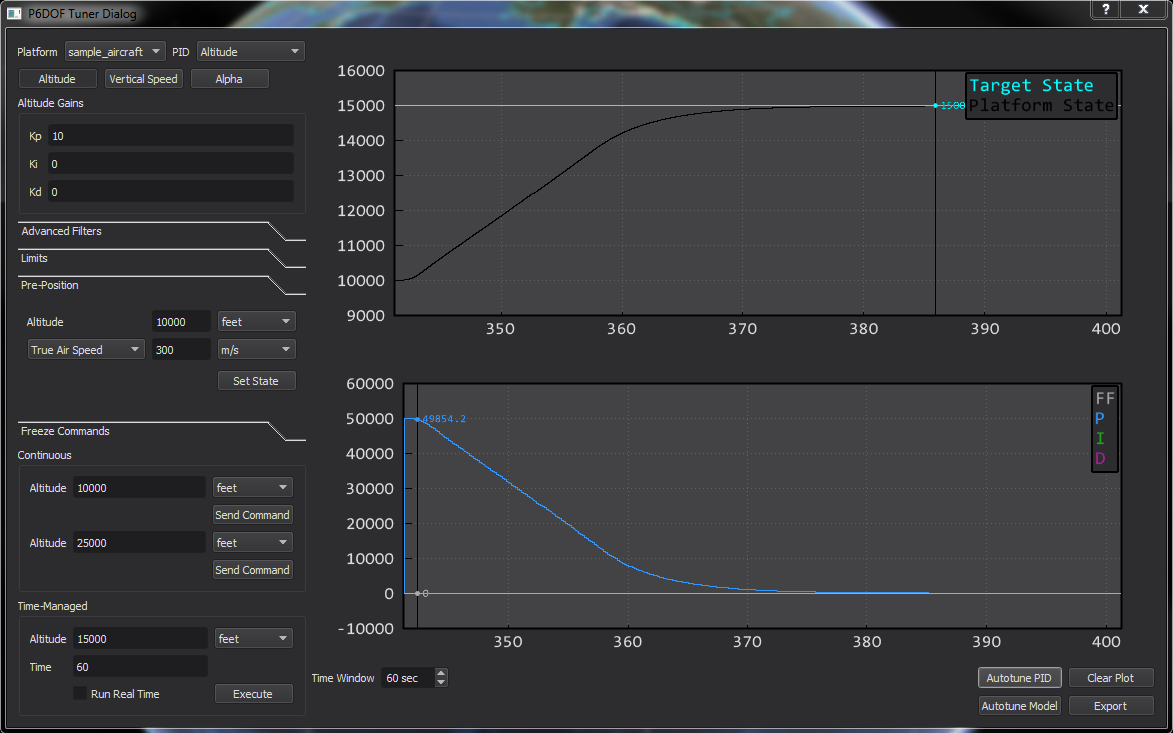 P6DOF Tuner Dialog
?
Platform sample_aircraft PID Altitude
Altitude Vertical Speed Alpha
Altitude Gains
Kp 10
Ki 0
Kd 0
Advanced Filters
Limits
Pre-Position
Altitude 10000 feet
True Air Speed 300 m/s
Set State
Freeze Commands
Continuous
Altitude 10000 feet
Send Command
Altitude 25000 feet
Send Command
Time-Managed
Altitude 15000 feet
Time 60
Run Real Time Execute
16000
15000
14000
13000
12000
11000
10000
9000
350 360 370 380 390 400
1500
Target State
Platform State
60000
50000
40000
30000
20000
10000
0
-10000
350 360 370 380 390 400
49854.2
0
FF
P
I
D
Time Window 60 sec
Autotune PID Clear Plot
Autotune Model Export